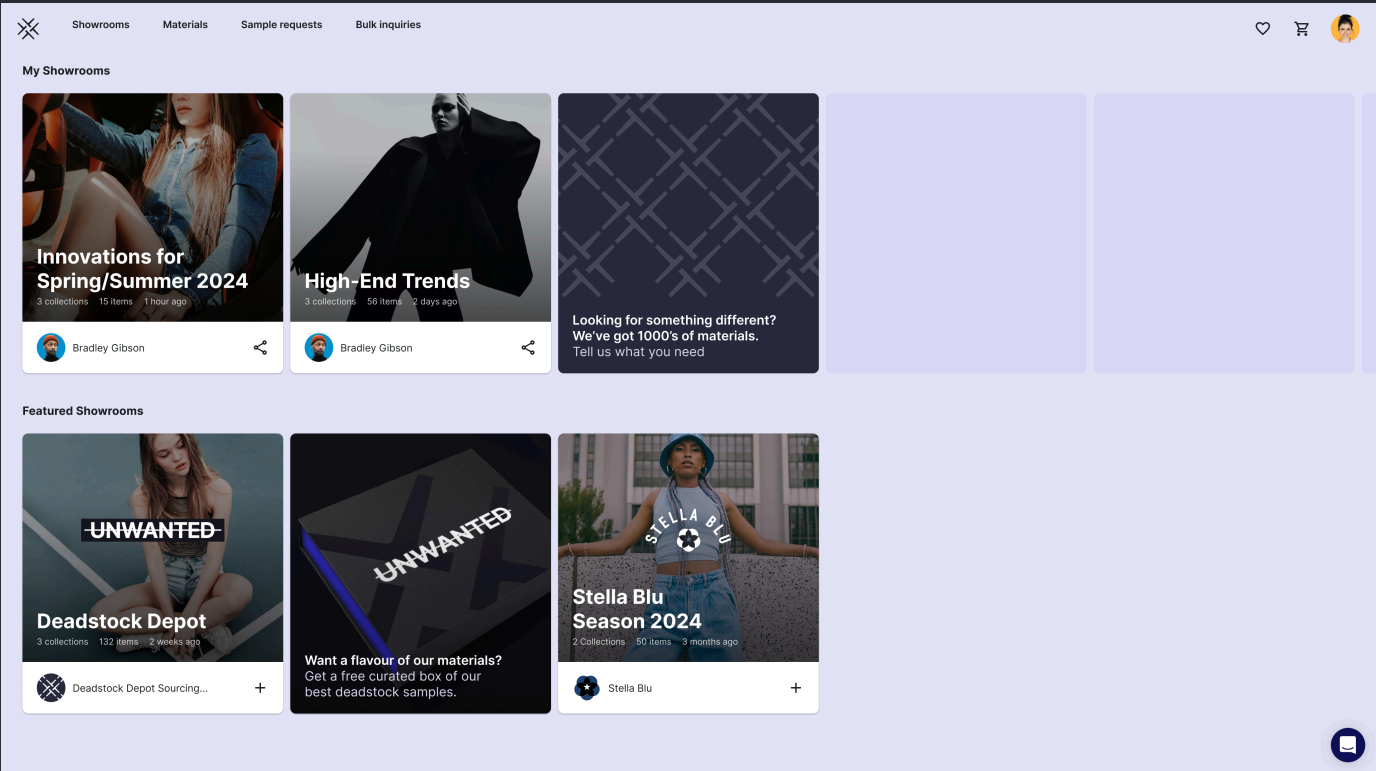 Showrooms
Materials
Sample requests
Bulk inquiries
My Showrooms
Innovations for
Spring/Summer 2024
3 collections 15 items 1 hour ago
Bradley Gibson
High-End Trends
3 collections 56 items 2 days ago
Bradley Gibson
Looking for something different?
We've got 1000's of materials.
Tell us what you need
Featured Showrooms
UNWANTED
Deadstock Depot
3 collections 132 items 2 weeks ago
Deadstock Depot Sourcing...
UNWANTED
Want a flavour of our materials?
Get a free curated box of our
best deadstock samples.
STELLA BLU
Stella Blu
Season 2024
2 Collections 50 items 3 months ago
Stella Blu